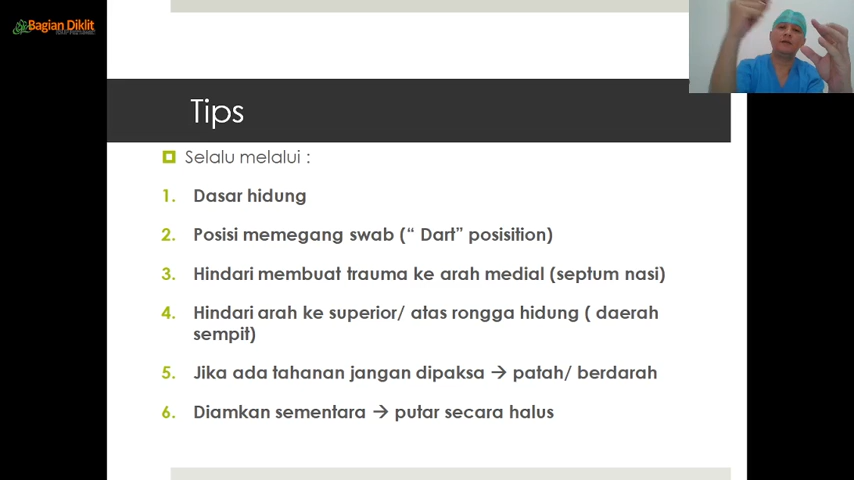 Bagian Diklit
Tips
Selalu melalui :
1. Dasar hidung
2. Posisi memegang swab (“ Dart” posisition)
3. Hindari membuat trauma ke arah medial (septum nasi)
4. Hindari arah ke superior/ atas rongga hidung ( daerah
sempit)
5. Jika ada tahanan jangan dipaksa → patah/ berdarah
6. Diamkan sementara → putar secara halus